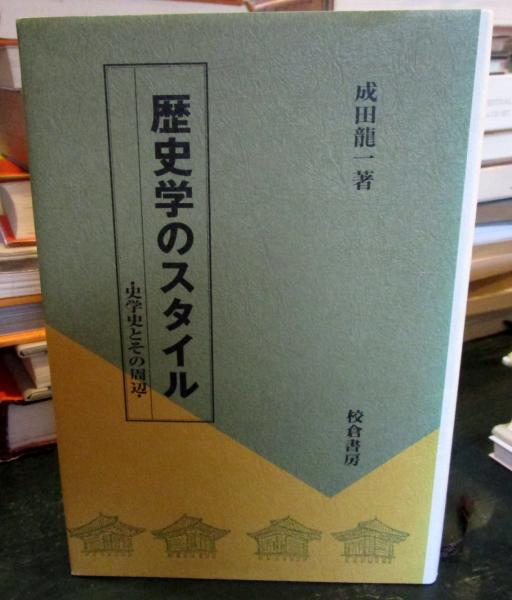 成田龍一著
歴史学のスタイル
・史学史とその周辺・
校倉書房